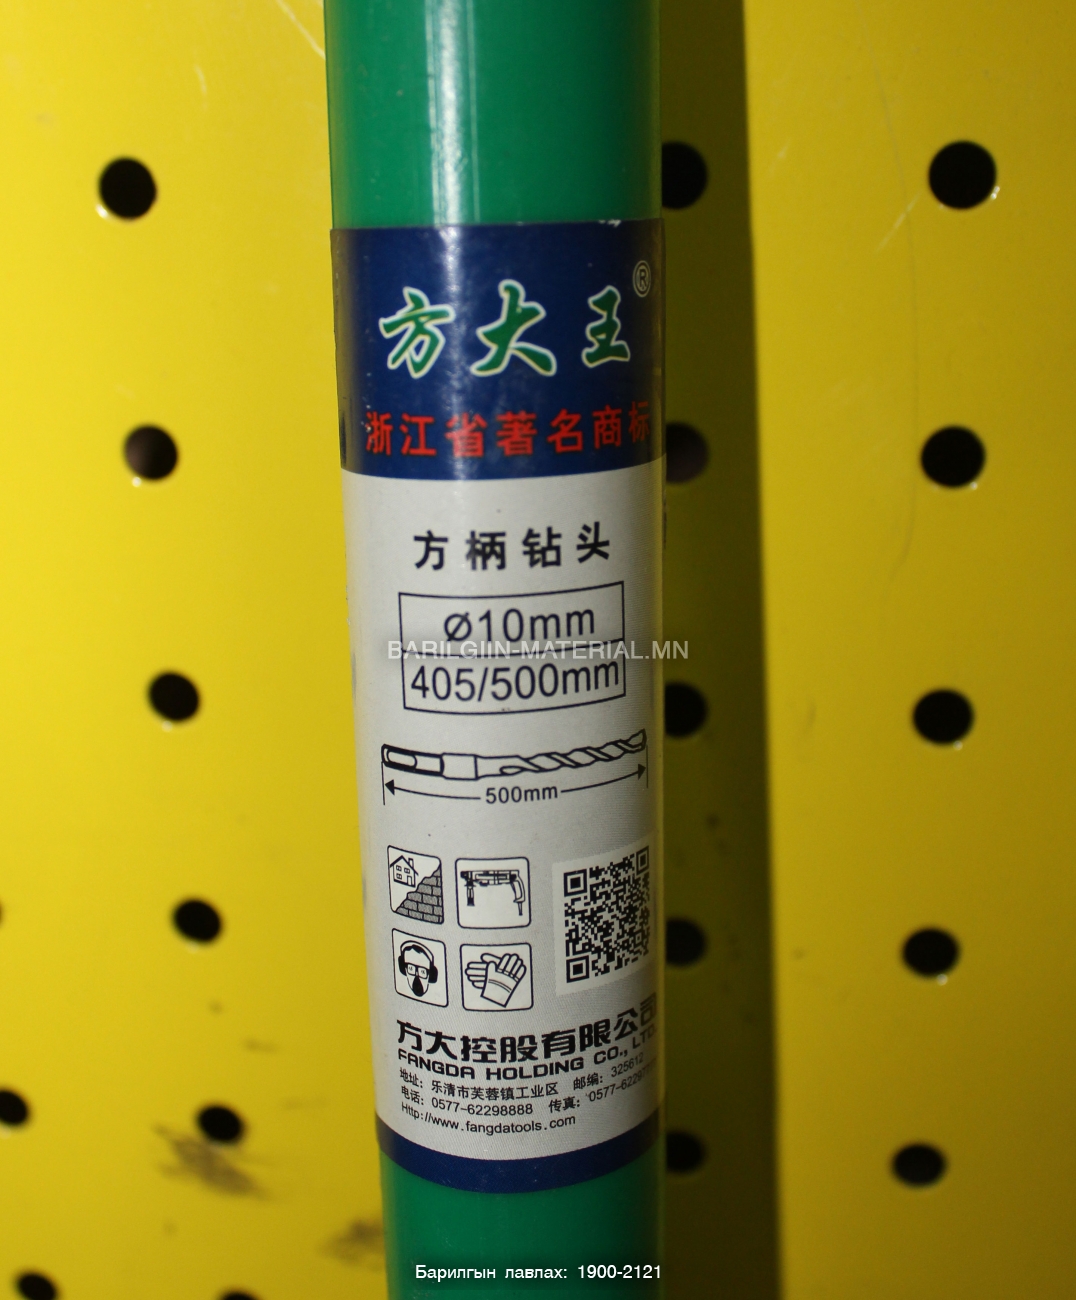 方大王®
浙江省著名商标
方柄钻头
ø10mm
BARILGIIN-MATERIAL.MN
405/500mm
500mm
方大控股有限公司
FANGDA HOLDING CO., LTD.
地址: 乐清市芙蓉镇工业区 邮编: 325612
电话: 0577-62298888 传真: 0577-6229
Http://www.fangdatools.com
Барилгын лавлах: 1900-2121